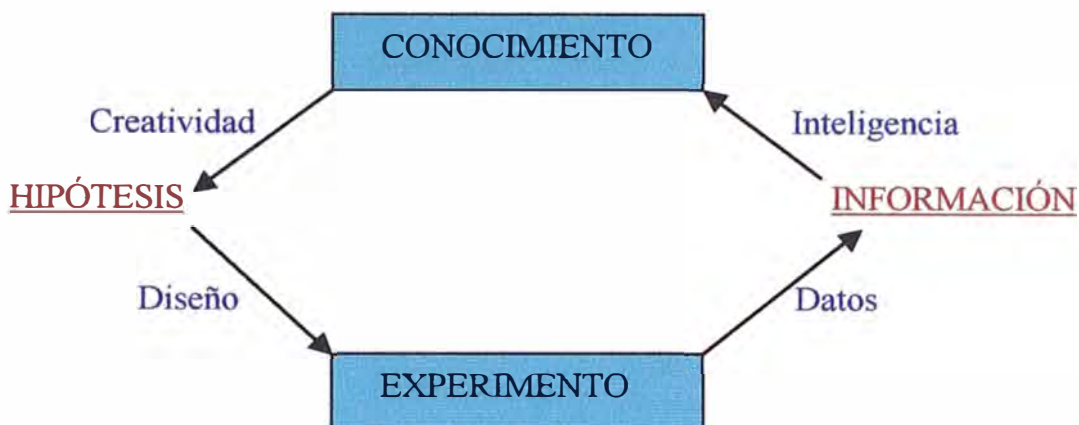 CONOCIMIENTO
Creatividad
Inteligencia
HIPÓTESIS
INFORMACIÓN
Diseño
Datos
EXPERIMENTO